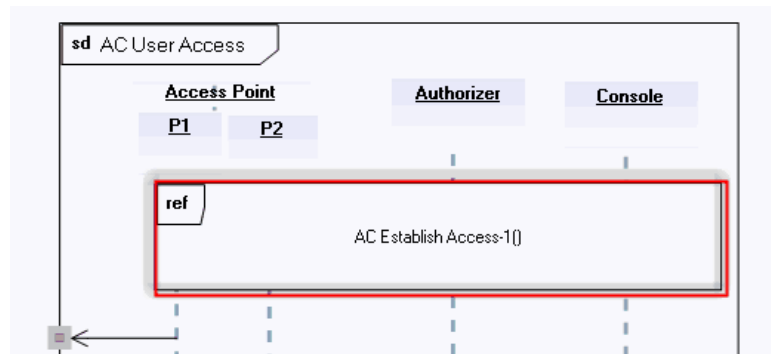 sd AC User Access
Access Point
Authorizer
Console
P1
P2
ref
AC Establish Access-1()